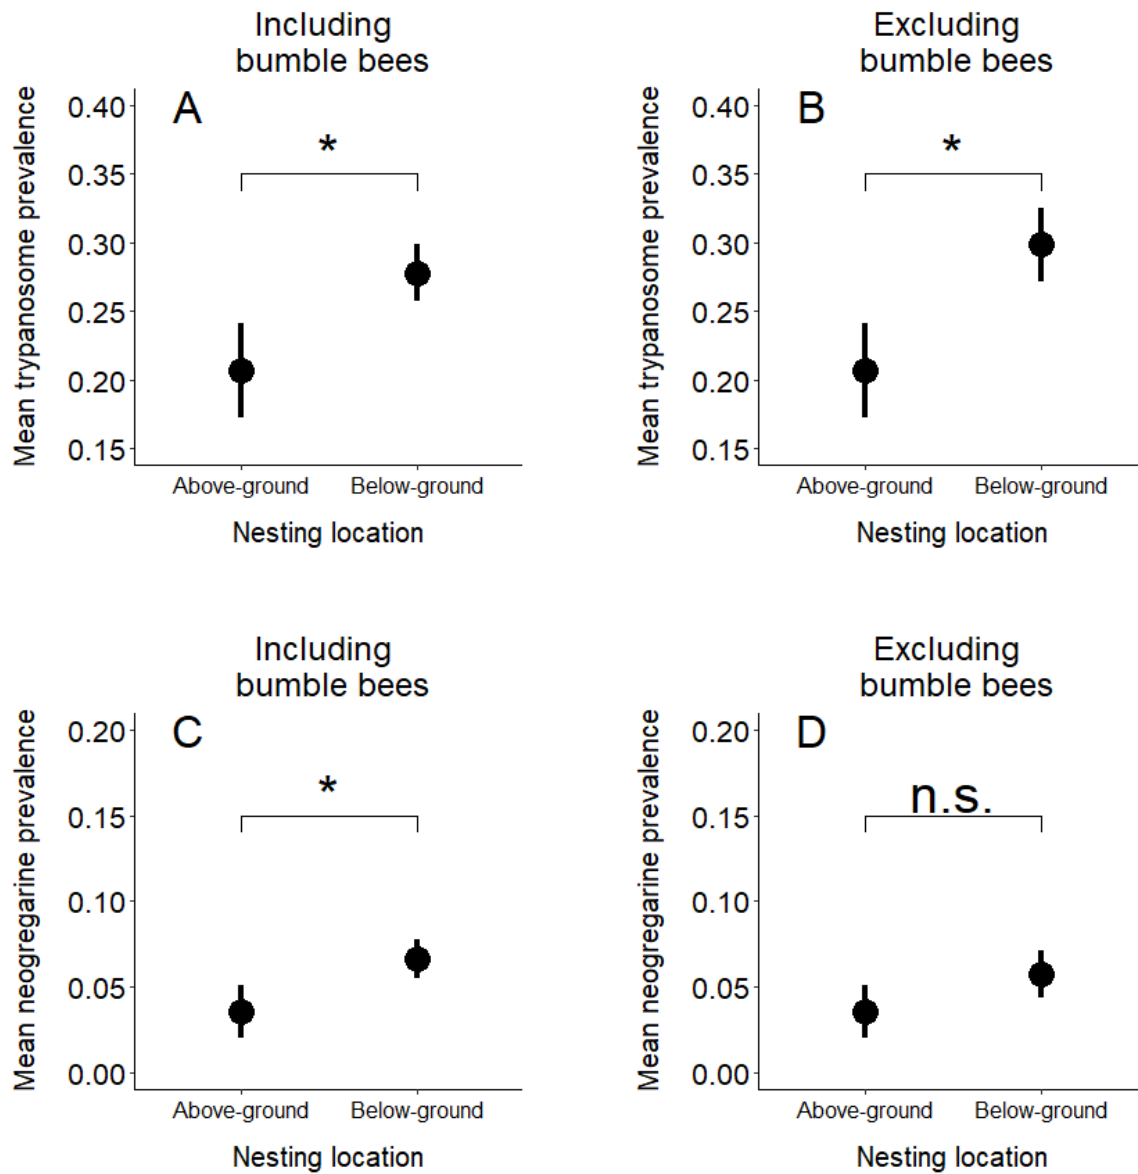 Including
bumble bees
A
*
Mean trypanosome prevalence
0.40
0.35
0.30
0.25
0.20
0.15
Above-ground Below-ground
Nesting location
Excluding
bumble bees
B
*
Mean trypanosome prevalence
0.40
0.35
0.30
0.25
0.20
0.15
Above-ground Below-ground
Nesting location
Including
bumble bees
C
*
Mean neogregarine prevalence
0.20
0.15
0.10
0.05
0.00
Above-ground Below-ground
Nesting location
Excluding
bumble bees
D
n.s.
Mean neogregarine prevalence
0.20
0.15
0.10
0.05
0.00
Above-ground Below-ground
Nesting location